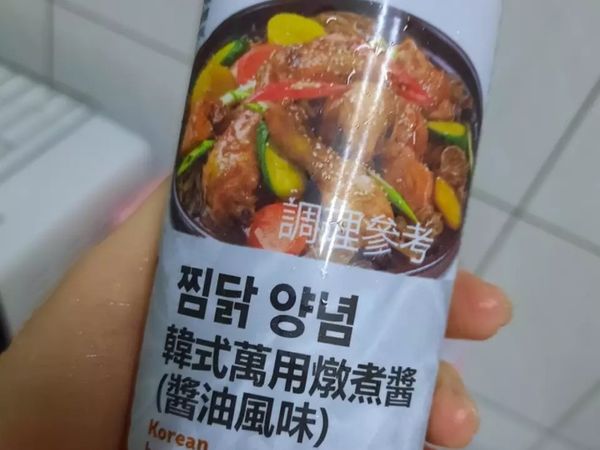 調理參考
찜닭 양념
韓式萬用燉煮醬
(醬油風味)
Korean